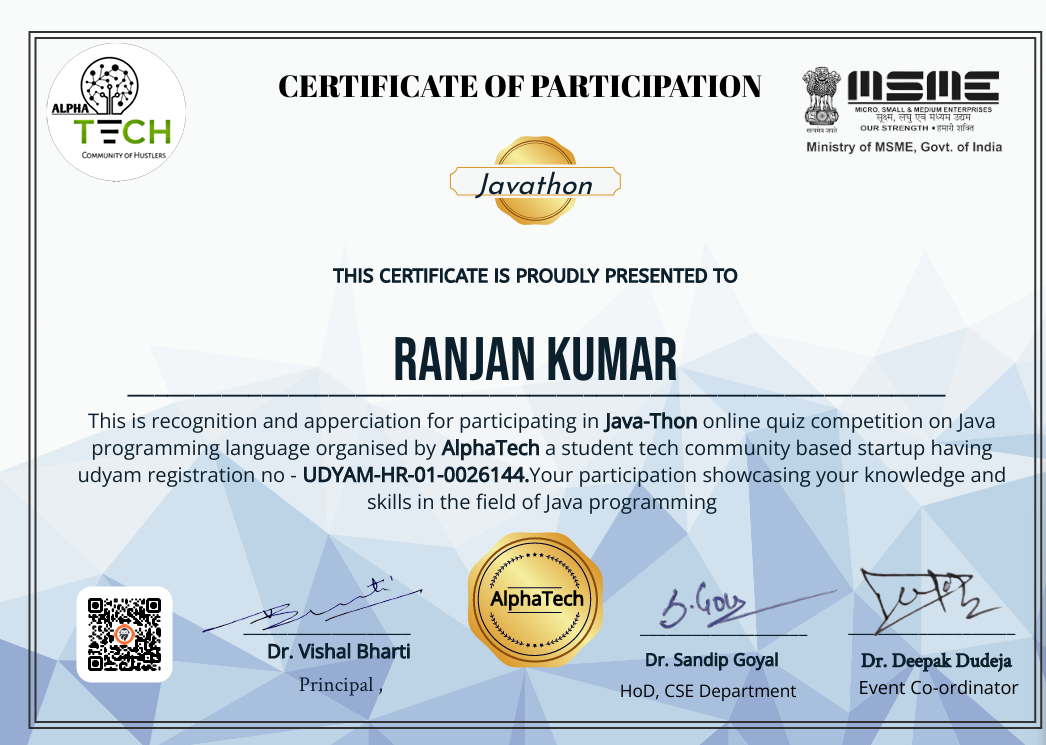 ALPHA
TECH
COMMUNITY OF HUSTLERS
CERTIFICATE OF PARTICIPATION
MSME
MICRO, SMALL & MEDIUM ENTERPRISES
सूक्ष्म, लघु एवं मध्यम उद्यम
सत्यमेव जयते
OUR STRENGTH • हमारी शक्ति
Ministry of MSME, Govt. of India
Javathon
THIS CERTIFICATE IS PROUDLY PRESENTED TO
RANJAN KUMAR
This is recognition and apperciation for participating in Java-Thon online quiz competition on Java
programming language organised by AlphaTech a student tech community based startup having
udyam registration no - UDYAM-HR-01-0026144.Your participation showcasing your knowledge and
skills in the field of Java programming
AlphaTech
B. Goy
Dr. Vishal Bharti
Principal ,
Dr. Sandip Goyal
HoD, CSE Department
Dr. Deepak Dudeja
Event Co-ordinator